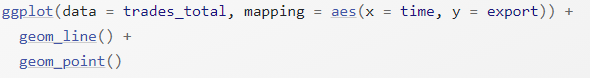 ggplot(data = trades_total, mapping = aes(x = time, y = export)) +
  geom_line() +
  geom_point()